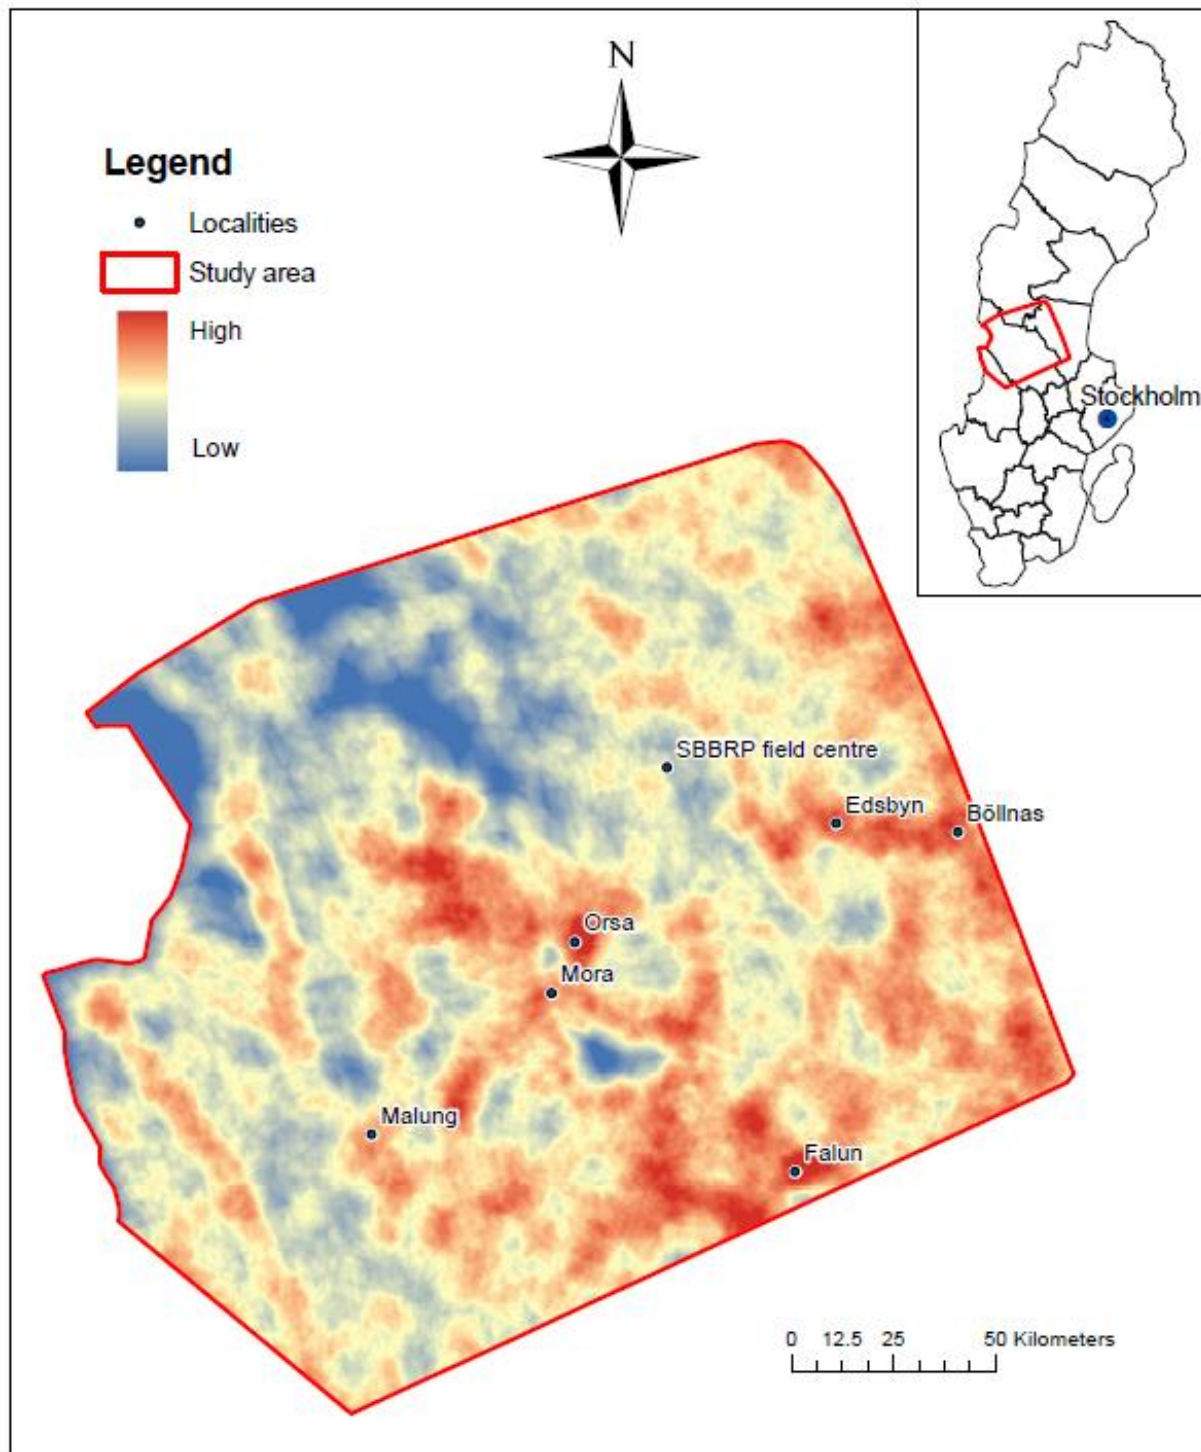 N
Legend
Localities
Study area
High
Low
Stockholm
SBBRP field centre
Edsbyn
Böllnas
Orsa
Mora
Malung
Falun
0 12.5 25 50 Kilometers